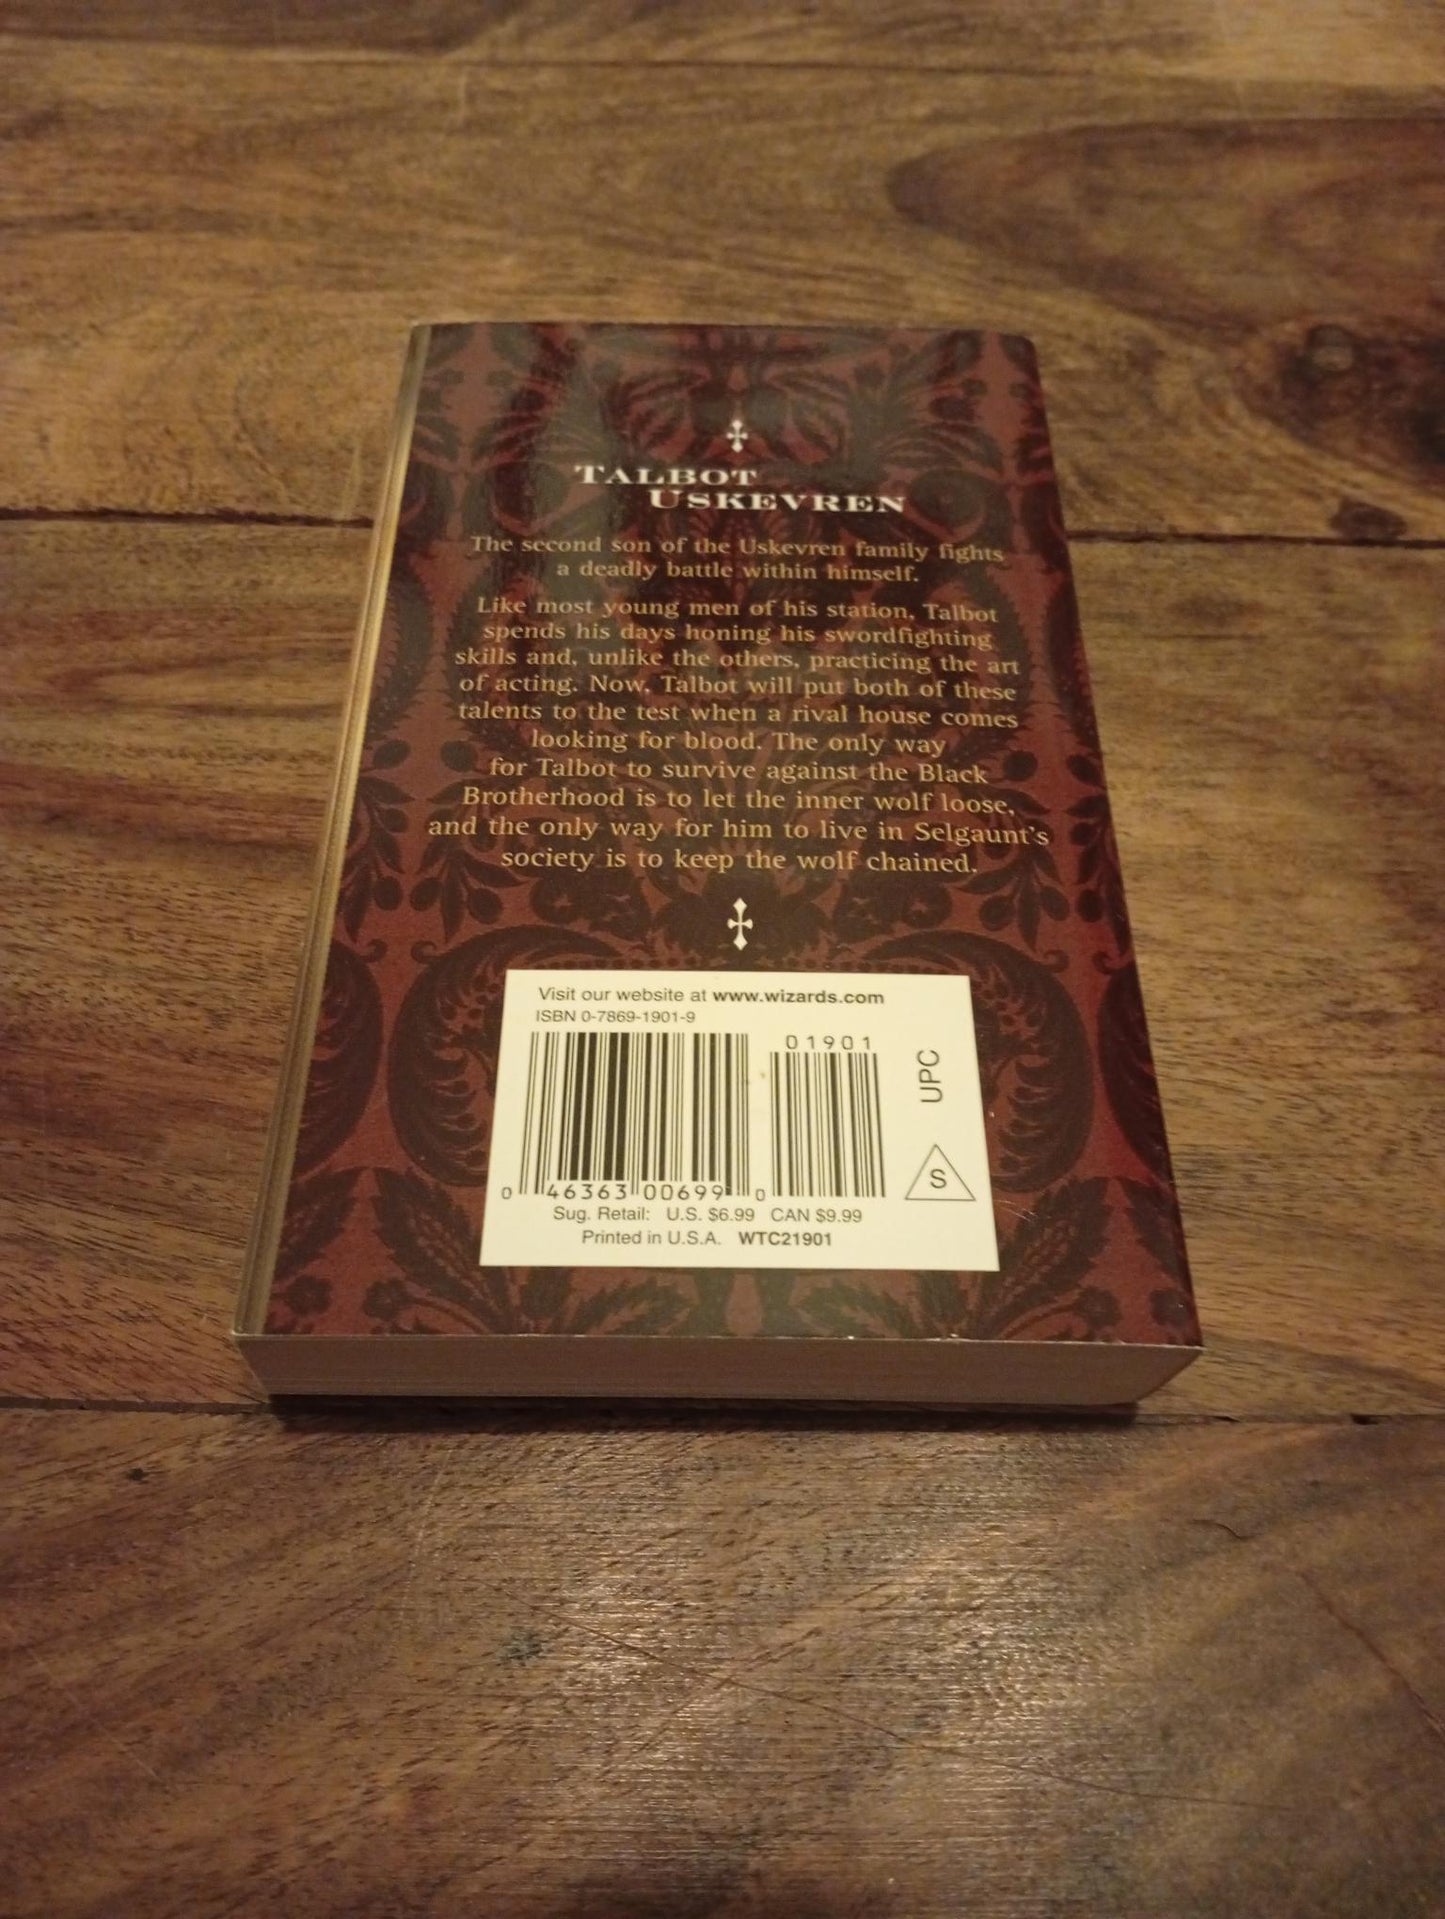 TALBOT
USKEVREN
The second son of the Uskevren family fights
a deadly battle within himself.
Like most young men of his station, Talbot
spends his days honing his swordfighting
skills and, unlike the others, practicing the art
of acting. Now, Talbot will put both of these
talents to the test when a rival house comes
looking for blood. The only way
for Talbot to survive against the Black
Brotherhood is to let the inner wolf loose,
and the only way for him to live in Selgaunt's
society is to keep the wolf chained.
Visit our website at www.wizards.com
ISBN 0-7869-1901-9
01901
UPC
S
0 46363 00699 0
Sug. Retail: U.S. $6.99 CAN $9.99
Printed in U.S.A. WTC21901